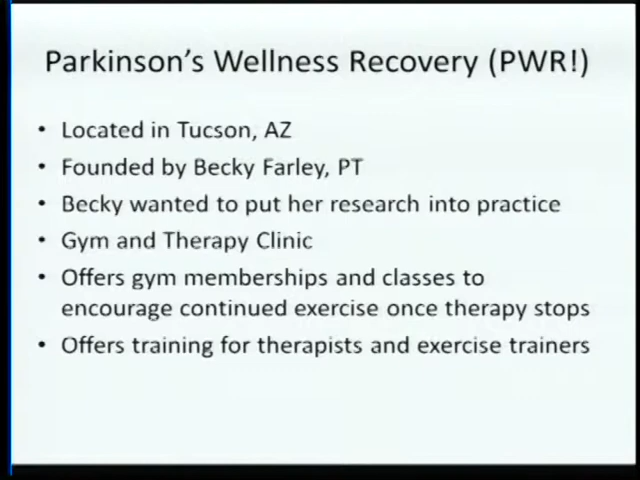 Parkinson's Wellness Recovery (PWR!)
• Located in Tucson, AZ
• Founded by Becky Farley, PT
• Becky wanted to put her research into practice
• Gym and Therapy Clinic
• Offers gym memberships and classes to
encourage continued exercise once therapy stops
• Offers training for therapists and exercise trainers